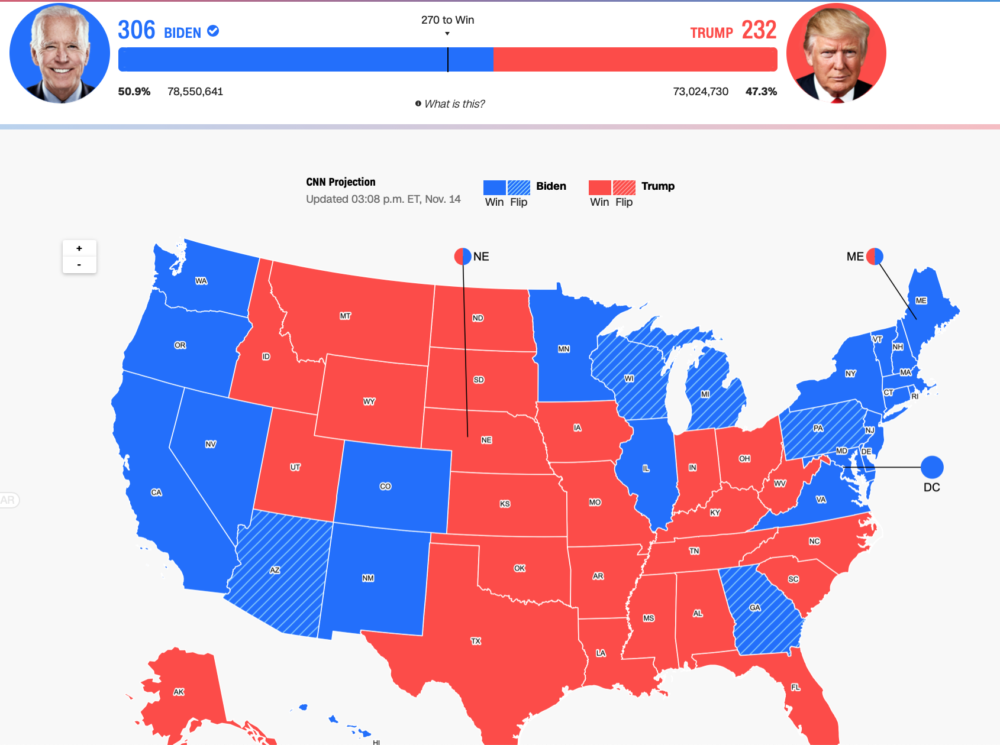 306 BIDEN
270 to Win
TRUMP 232
50.9% 78,550,641
73,024,730 47.3%
What is this?
CNN Projection
Updated 03:08 p.m. ET, Nov. 14
Biden
Win Flip
Trump
Win Flip
+
-
NE
ME
WA
MT
ND
ME
OR
ID
MN
VT
NH
SD
WI
NY
MA
WY
MI
CT
RI
NV
NE
IA
PA
NJ
UT
IN
OH
MD
DE
IL
DC
CA
CO
WV
AR
KS
MO
KY
VA
AZ
NM
OK
AR
TN
NC
SC
TX
MS
AL
GA
LA
AK
FL
HI